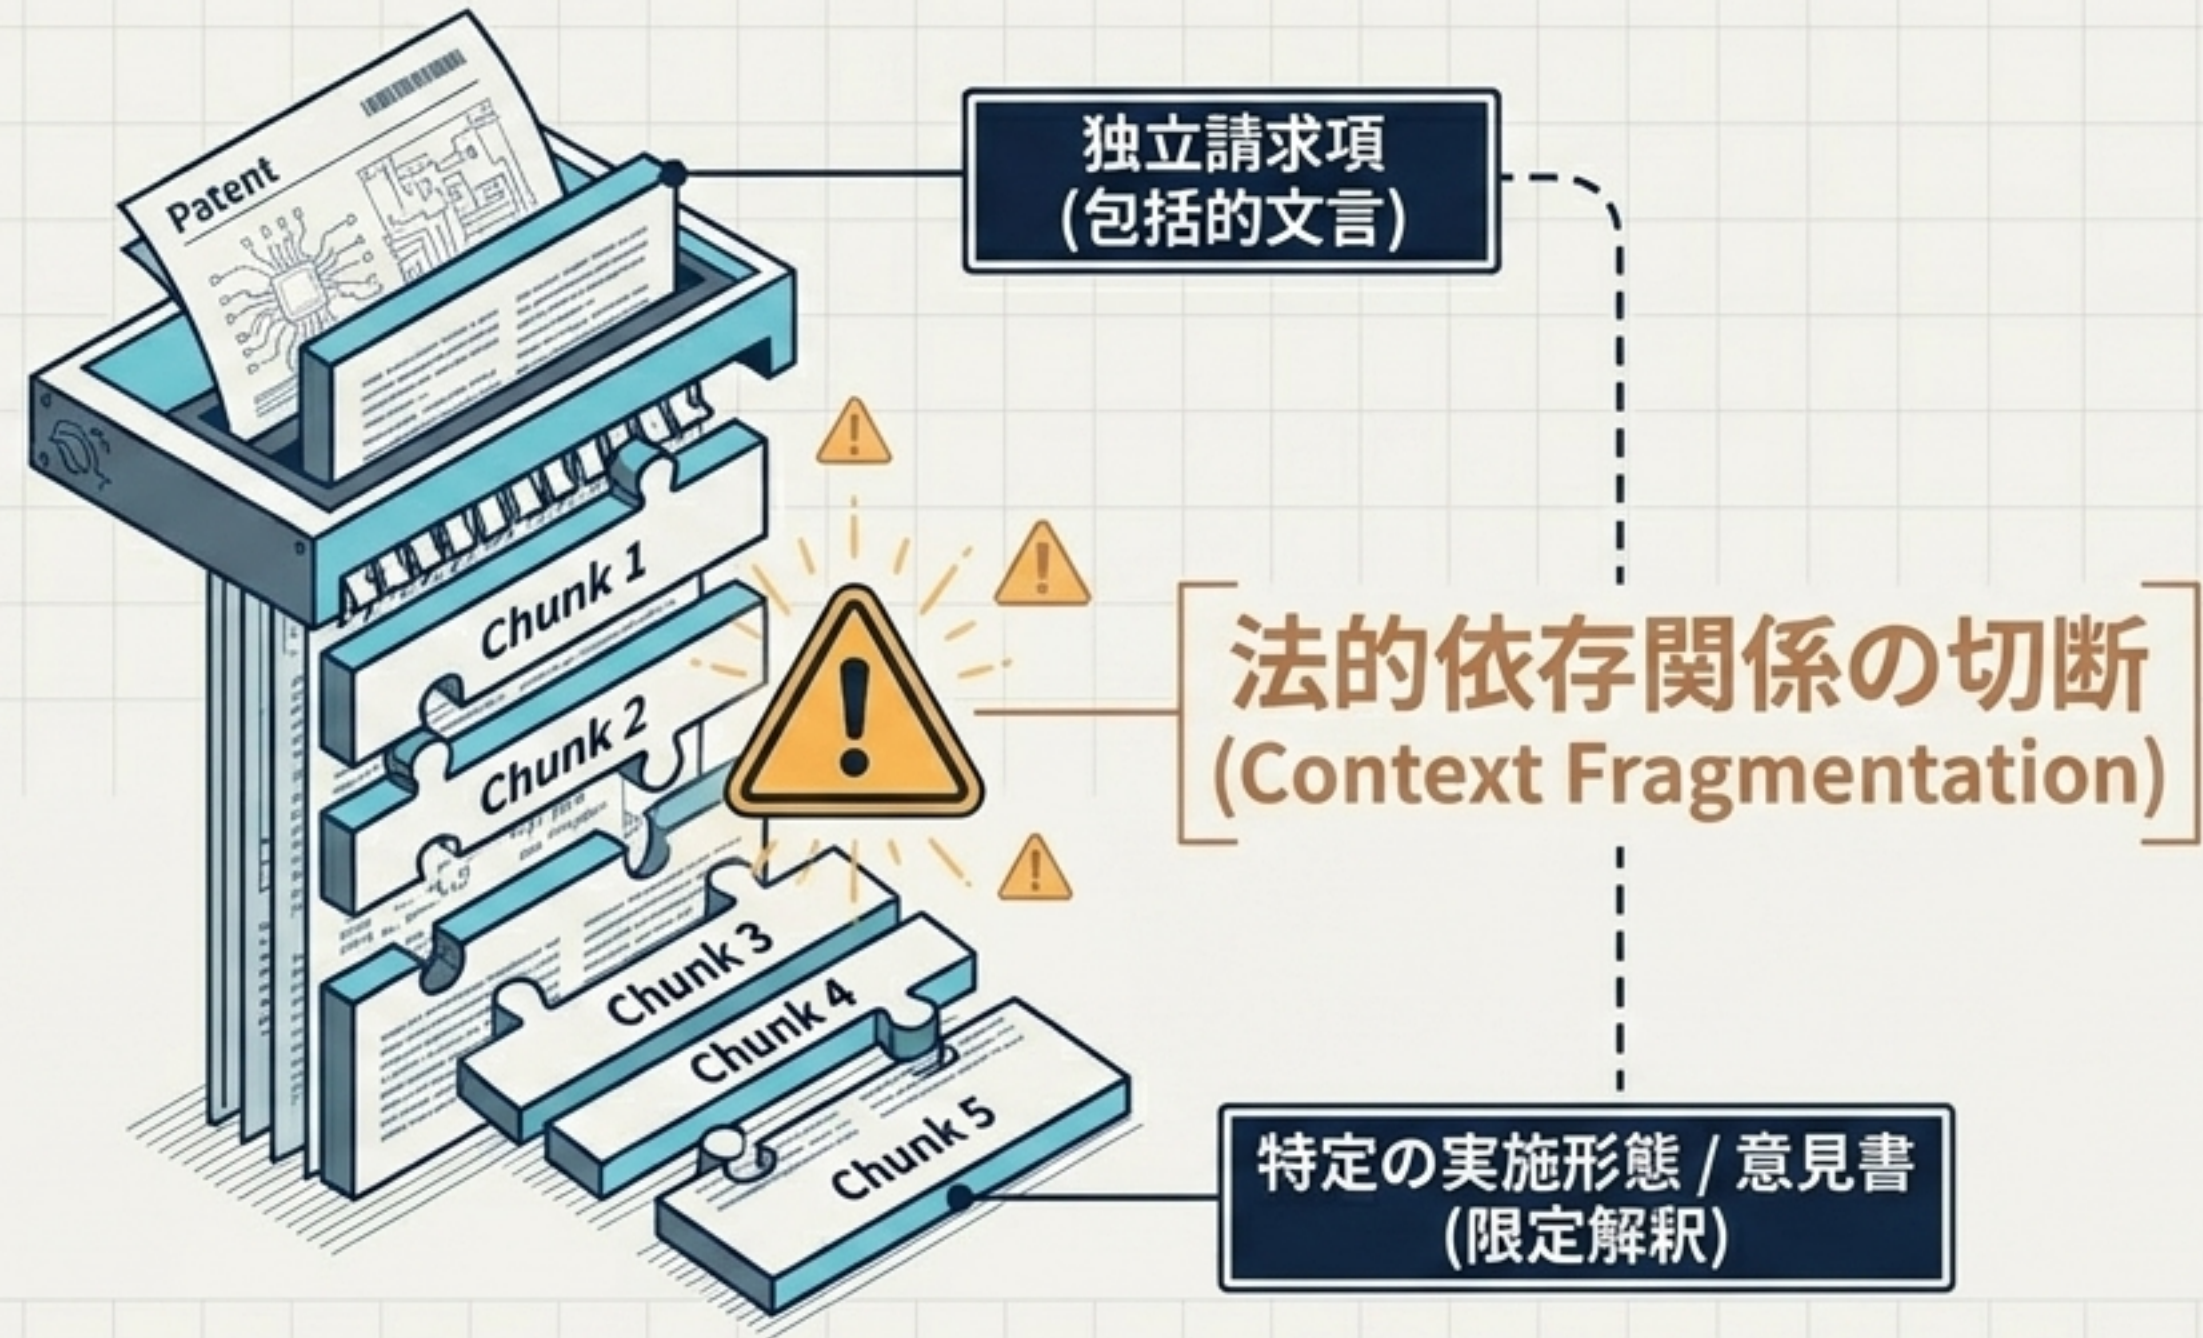 Patent
独立請求項
(包括的文言)
Chunk 1
Chunk 2
法的依存関係の切断
(Context Fragmentation)
Chunk 3
Chunk 4
Chunk 5
特定の実施形態 / 意見書
(限定解釈)